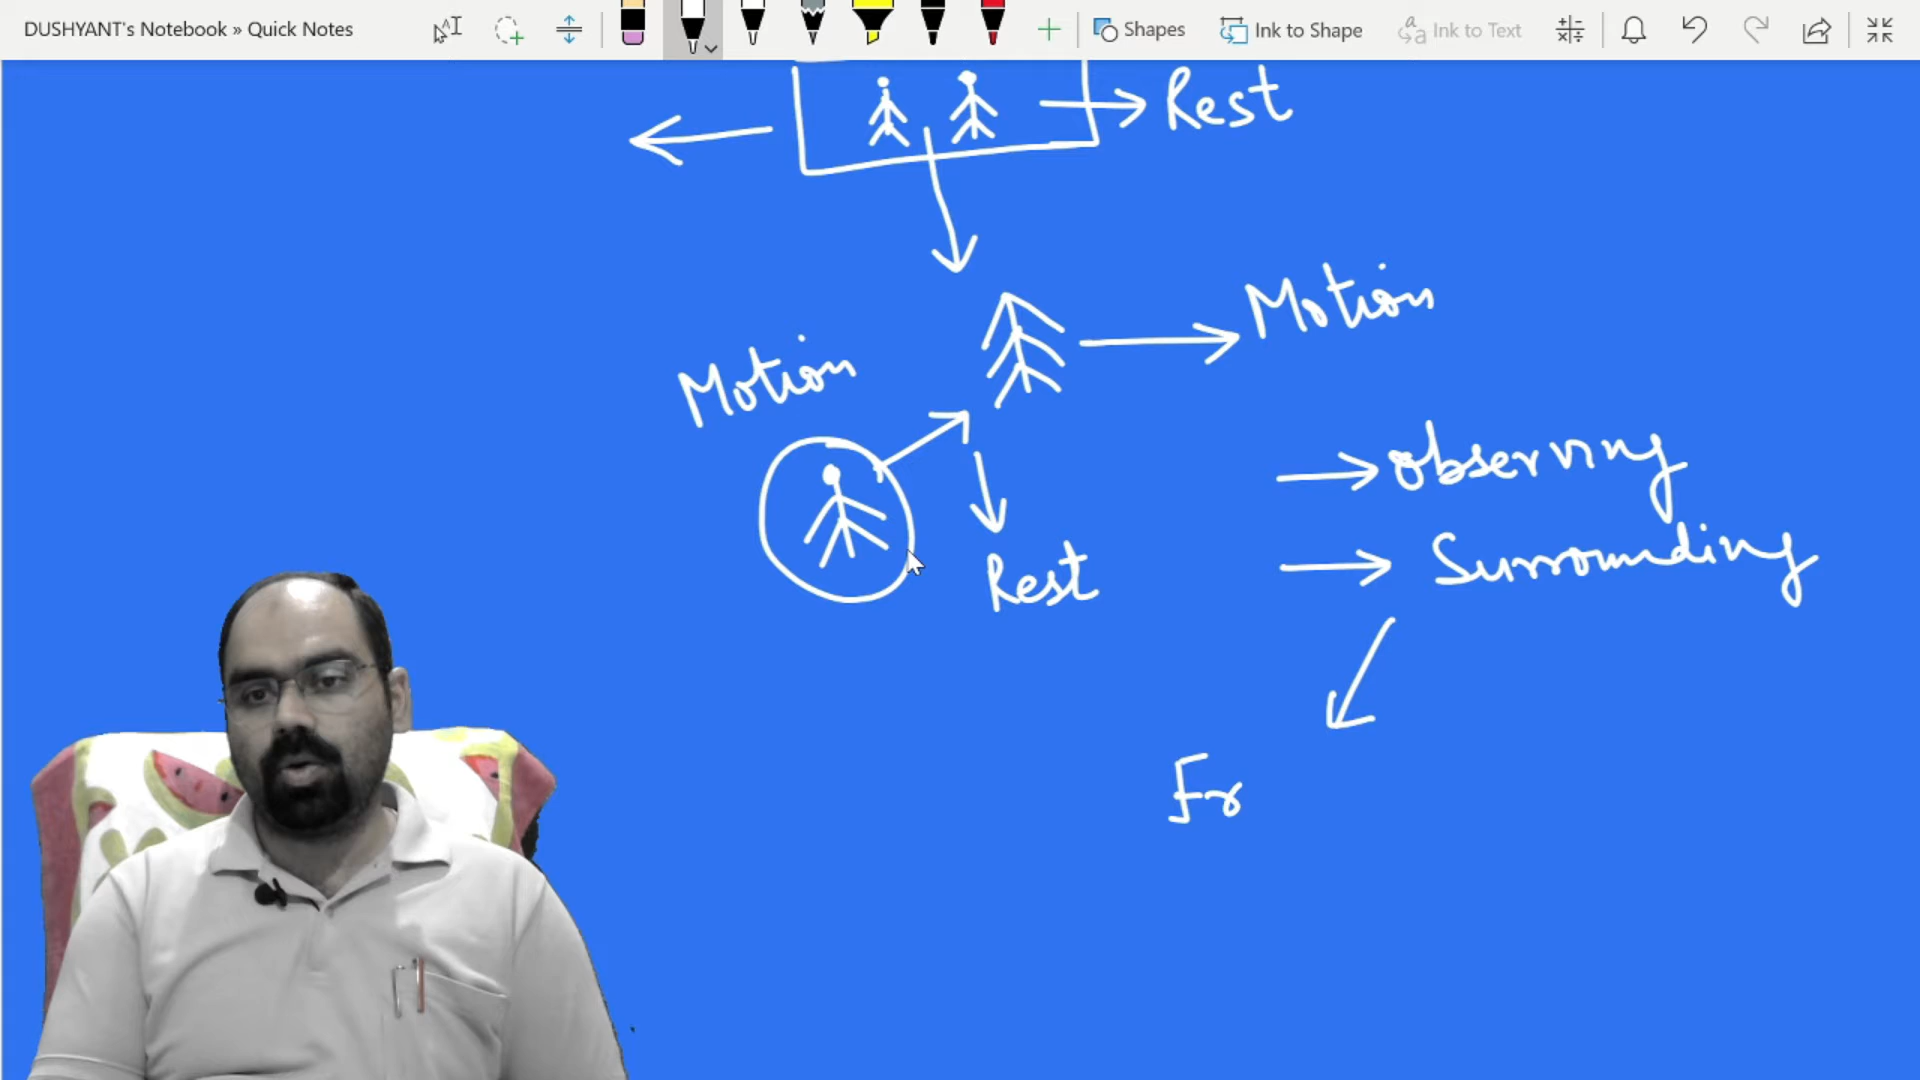 DUSHYANT's Notebook » Quick Notes
Shapes
Ink to Shape
Ink to Text
Rest
Motion
Motion
Observing
Surrounding
Rest
Fr